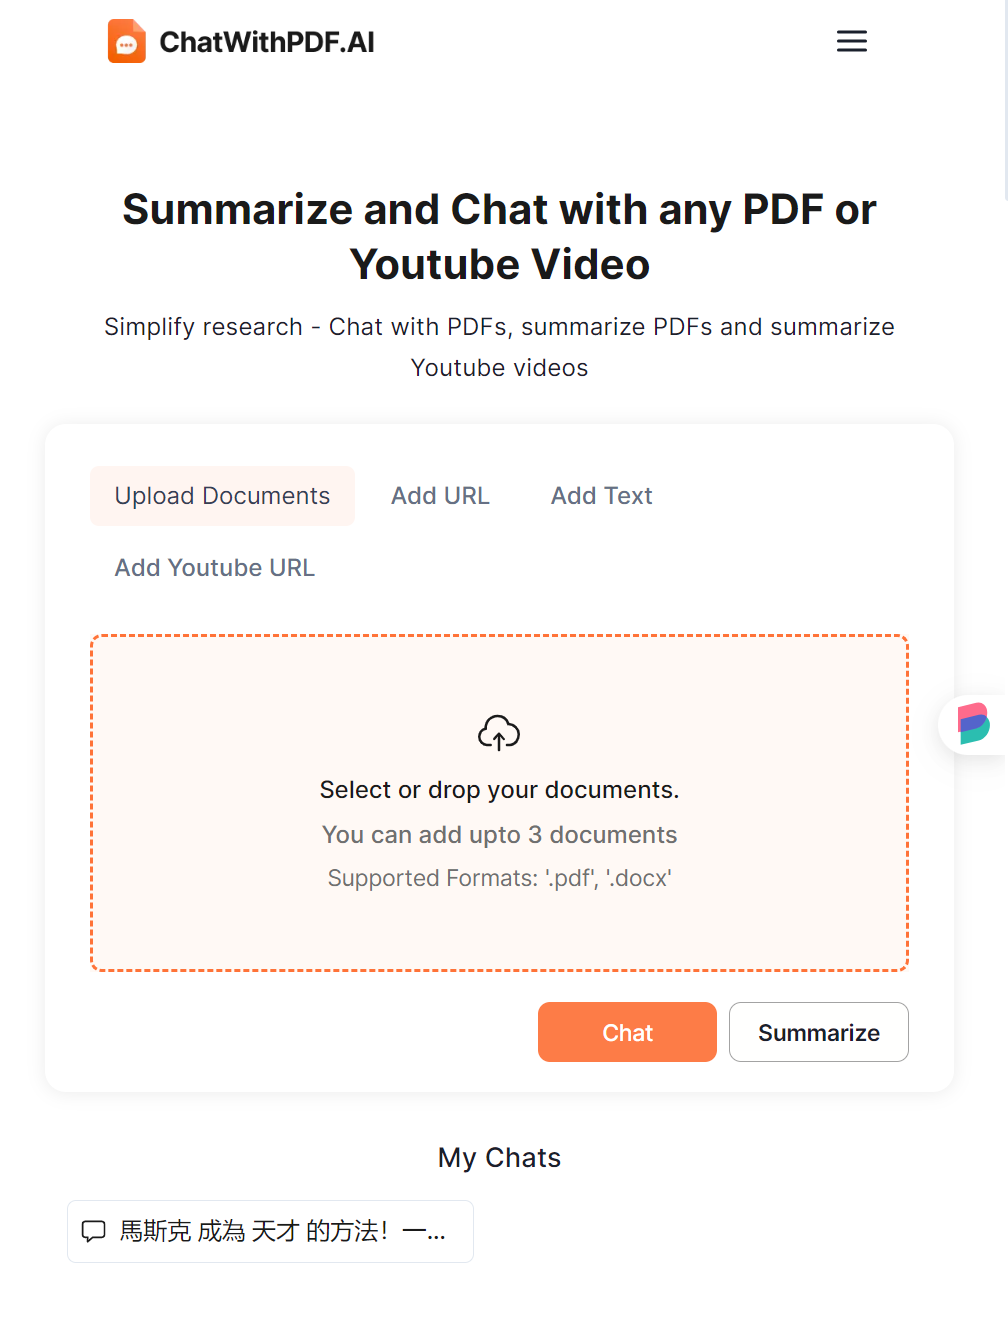 ChatWithPDF.AI
Summarize and Chat with any PDF or
Youtube Video
Simplify research - Chat with PDFs, summarize PDFs and summarize
Youtube videos
Upload Documents
Add URL
Add Text
Add Youtube URL
Select or drop your documents.
You can add upto 3 documents
Supported Formats: '.pdf', '.docx'
Chat
Summarize
My Chats
馬斯克 成為 天才 的方法！一...